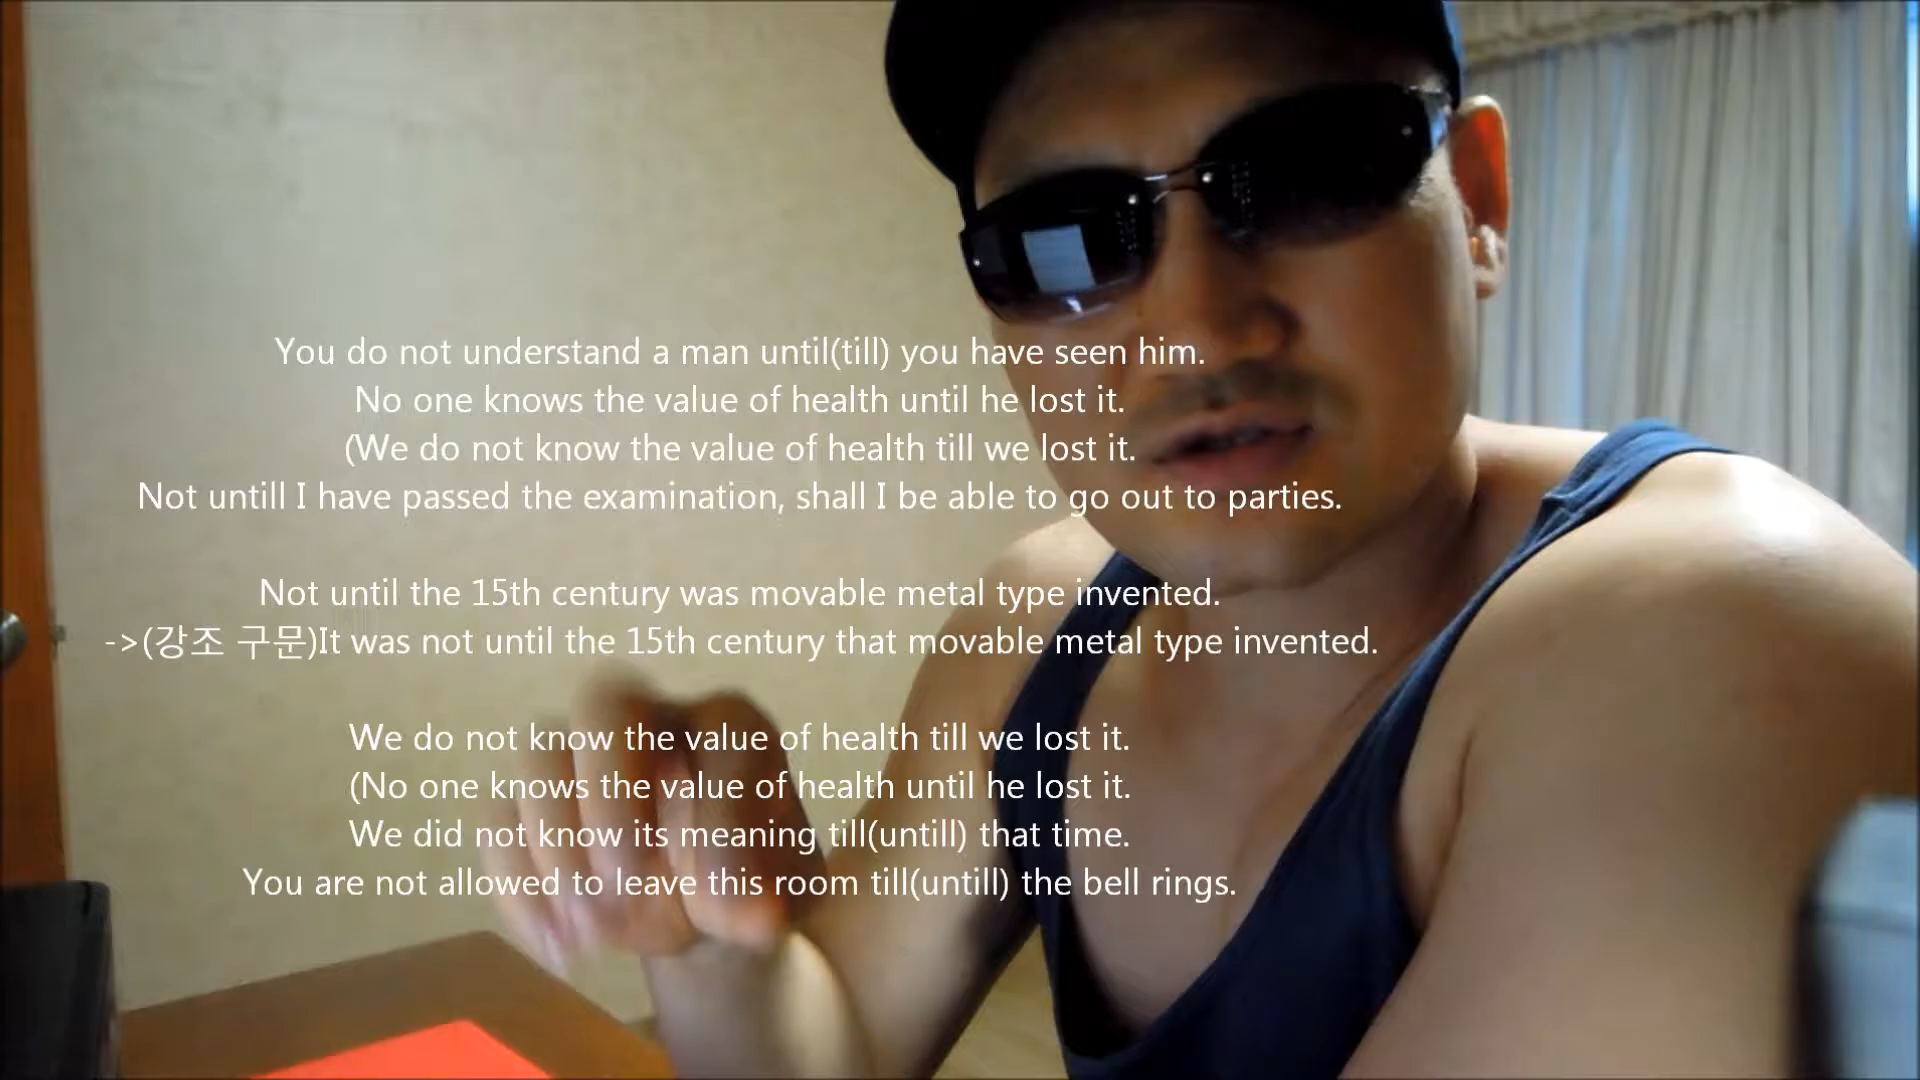 You do not understand a man until(till) you have seen him.
No one knows the value of health until he lost it.
(We do not know the value of health till we lost it.
Not untill I have passed the examination, shall I be able to go out to parties.
Not until the 15th century was movable metal type invented.
->(강조 구문)It was not until the 15th century that movable metal type invented.
We do not know the value of health till we lost it.
(No one knows the value of health until he lost it.
We did not know its meaning till(untill) that time.
You are not allowed to leave this room till(untill) the bell rings.